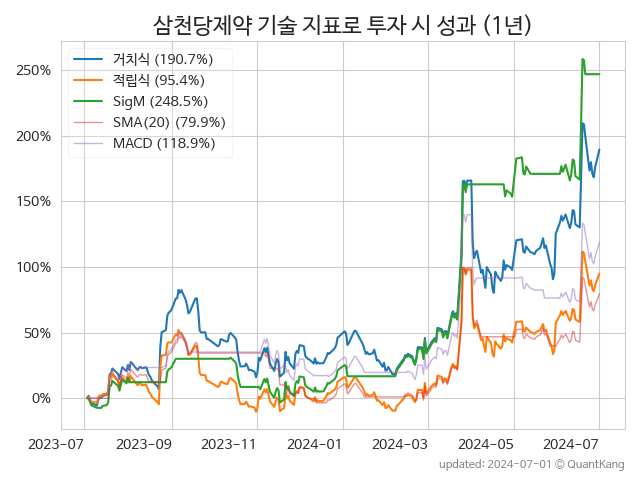 삼천당제약 기술 지표로 투자 시 성과 (1년)
거치식 (190.7%)
적립식 (95.4%)
SigM (248.5%)
SMA(20) (79.9%)
MACD (118.9%)
250%
200%
150%
100%
50%
0%
2023-07
2023-09
2023-11
2024-01
2024-03
2024-05
2024-07
updated: 2024-07-01 © QuantKang